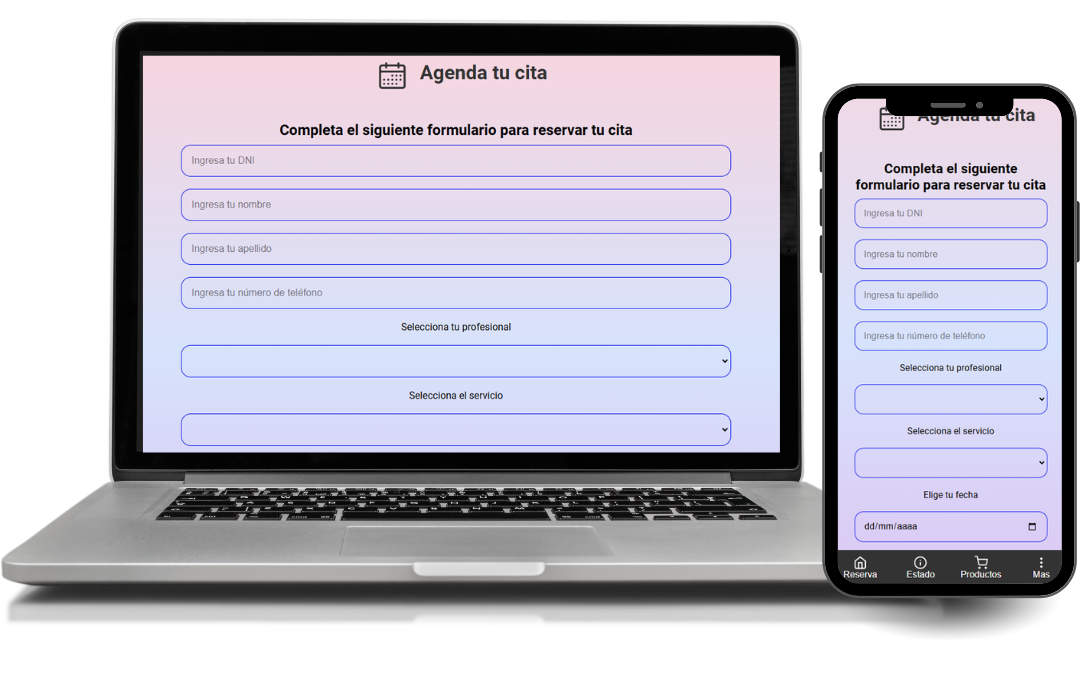 Agenda tu cita
Completa el siguiente formulario para reservar tu cita
Ingresa tu DNI
Ingresa tu nombre
Ingresa tu apellido
Ingresa tu número de teléfono
Selecciona tu profesional
Selecciona el servicio
Agenda tu cita
Completa el siguiente
formulario para reservar tu cita
Ingresa tu DNI
Ingresa tu nombre
Ingresa tu apellido
Ingresa tu número de teléfono
Selecciona tu profesional
Selecciona el servicio
Elige tu fecha
dd/mm/aaaa
Reserva Estado Productos Mas